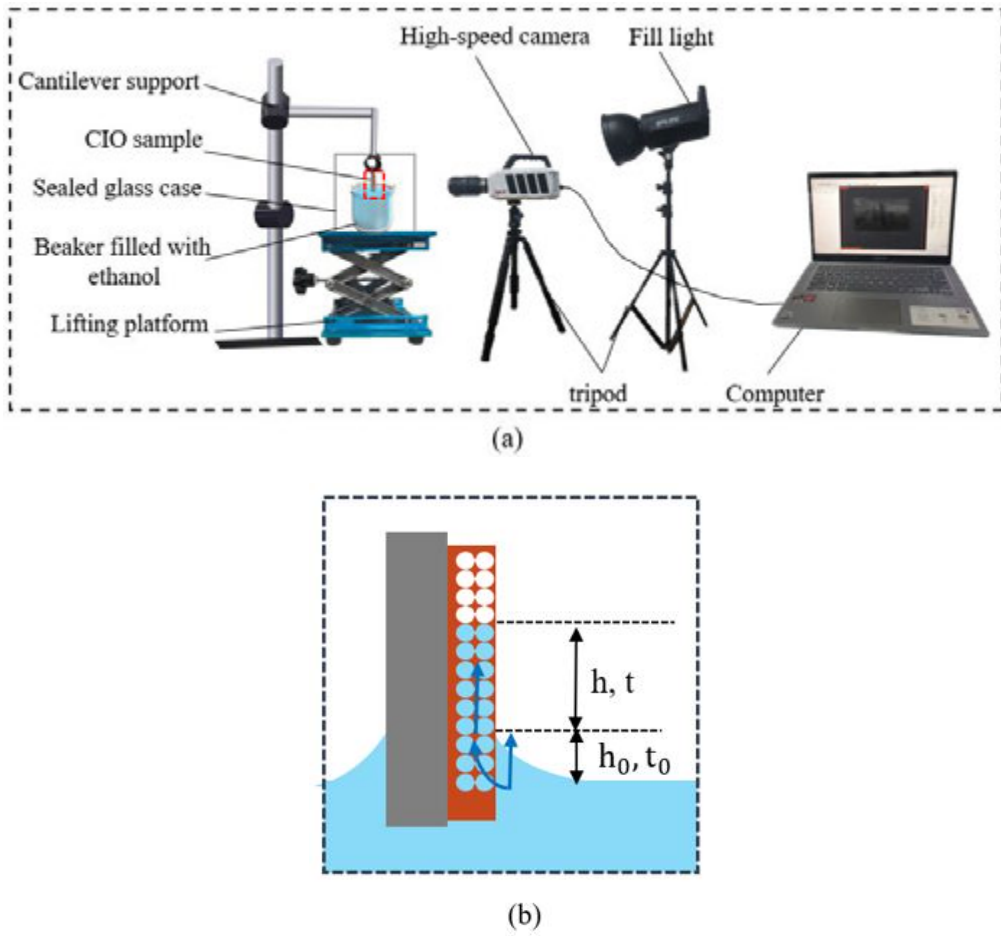 High-speed camera
Fill light
Cantilever support
CIO sample
Sealed glass case
Beaker filled with
ethanol
Lifting platform
tripod
Computer
(a)
h, t
h₀, t₀
(b)